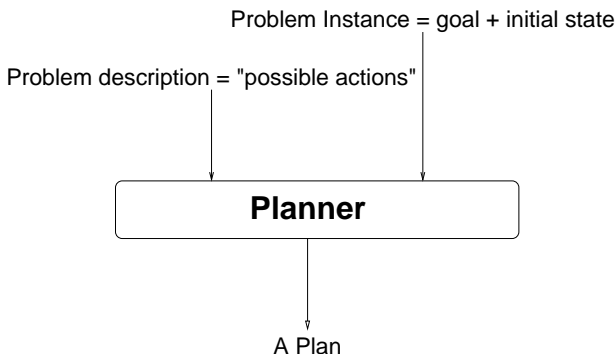 Problem Instance = goal + initial state
Problem description = "possible actions"
Planner
A Plan